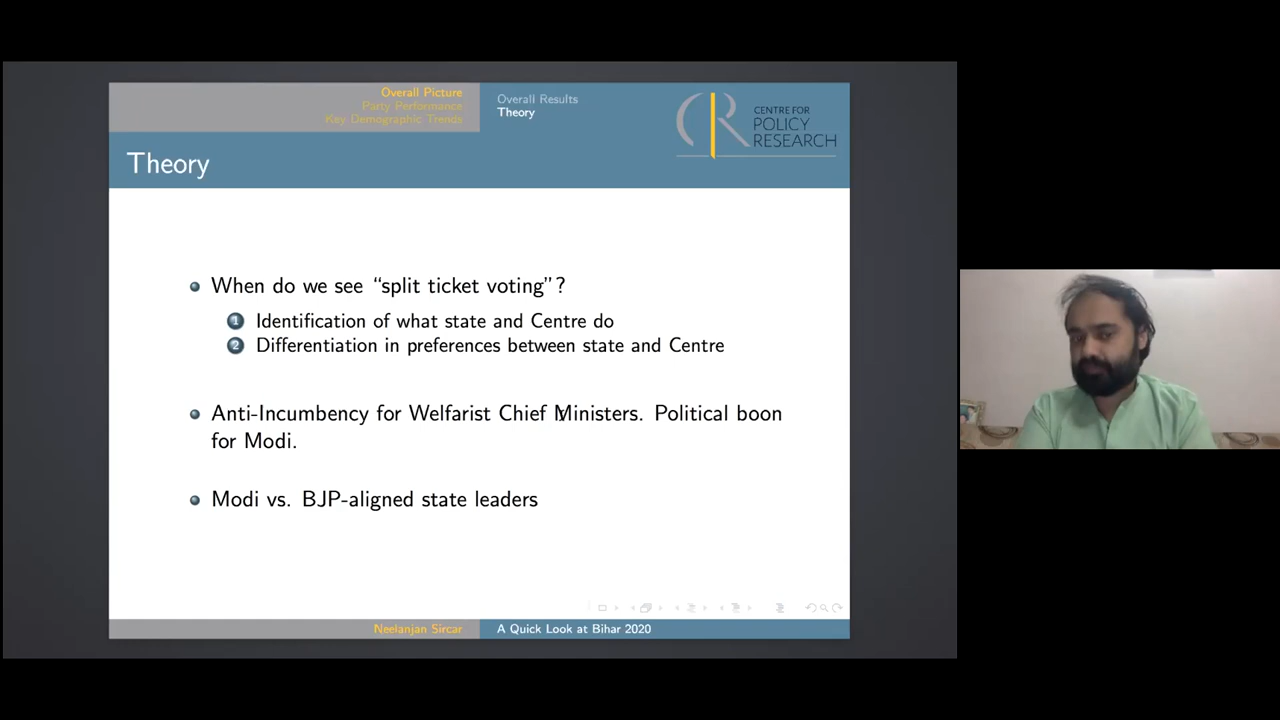 Overall Picture
Party Performance
Key Demographic Trends
Overall Results
Theory
CENTRE FOR
POLICY
RESEARCH
Theory
When do we see “split ticket voting”?
1 Identification of what state and Centre do
2 Differentiation in preferences between state and Centre
Anti-Incumbency for Welfarist Chief Ministers. Political boon
for Modi.
Modi vs. BJP-aligned state leaders
Neelanjan Sircar
A Quick Look at Bihar 2020